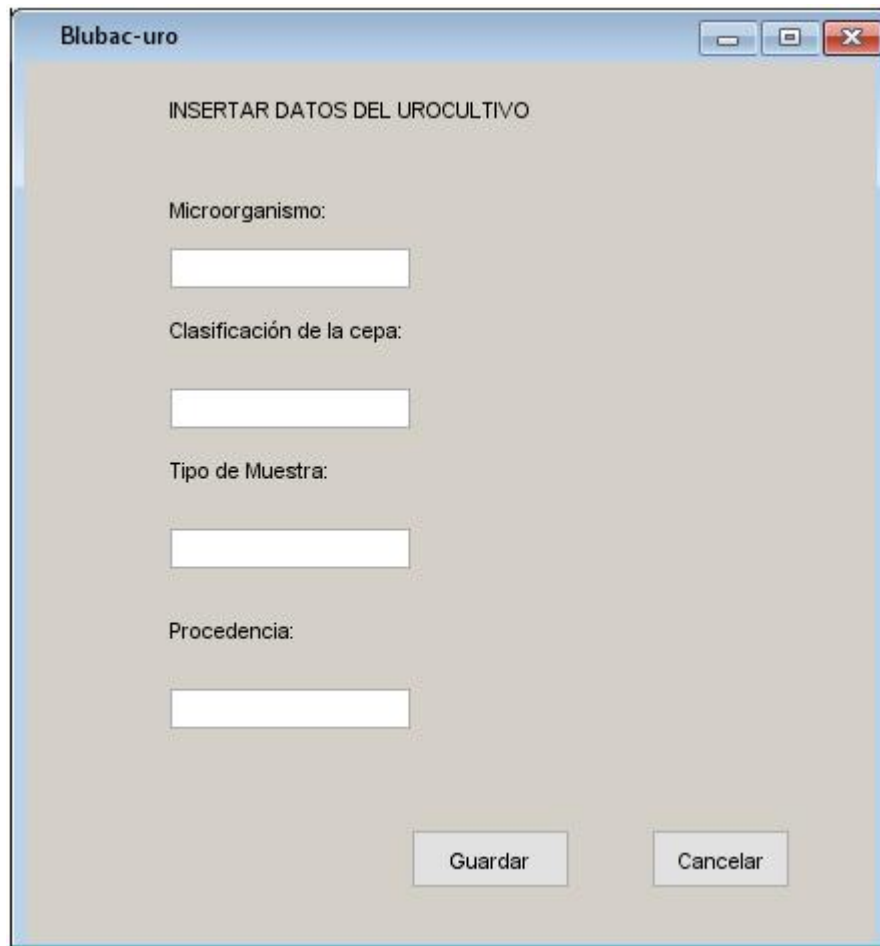 Blubac-uro
INSERTAR DATOS DEL UROCULTIVO
Microorganismo:
Clasificación de la cepa:
Tipo de Muestra:
Procedencia:
Guardar
Cancelar